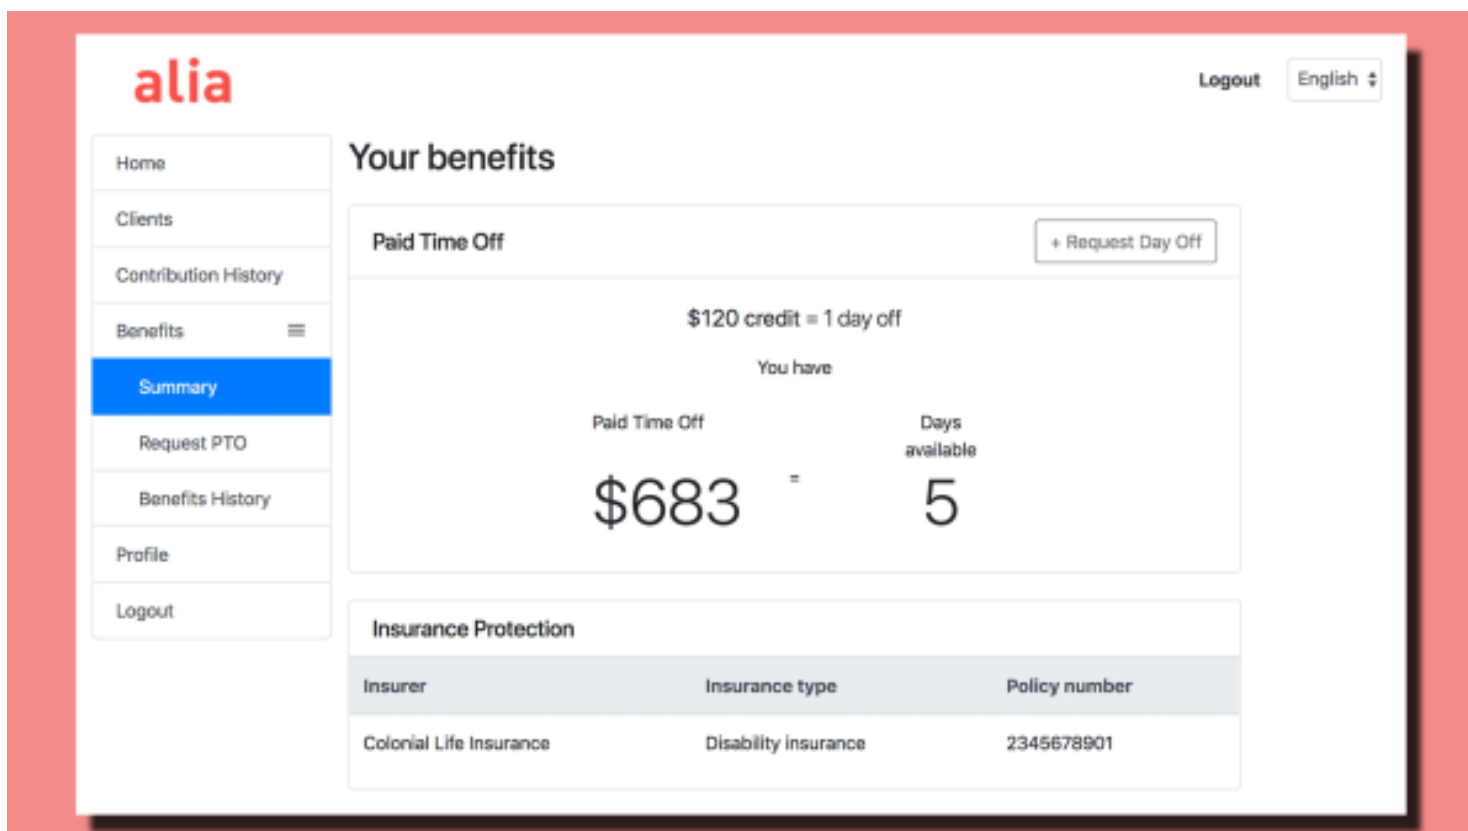 alia
Logout
English
Home
Clients
Contribution History
Benefits
Summary
Request PTO
Benefits History
Profile
Logout
Your benefits
Paid Time Off
+ Request Day Off
$120 credit = 1 day off
You have
Paid Time Off
Days
available
$683 = 5
Insurance Protection
Insurer Insurance type Policy number
Colonial Life Insurance Disability insurance 2345678901